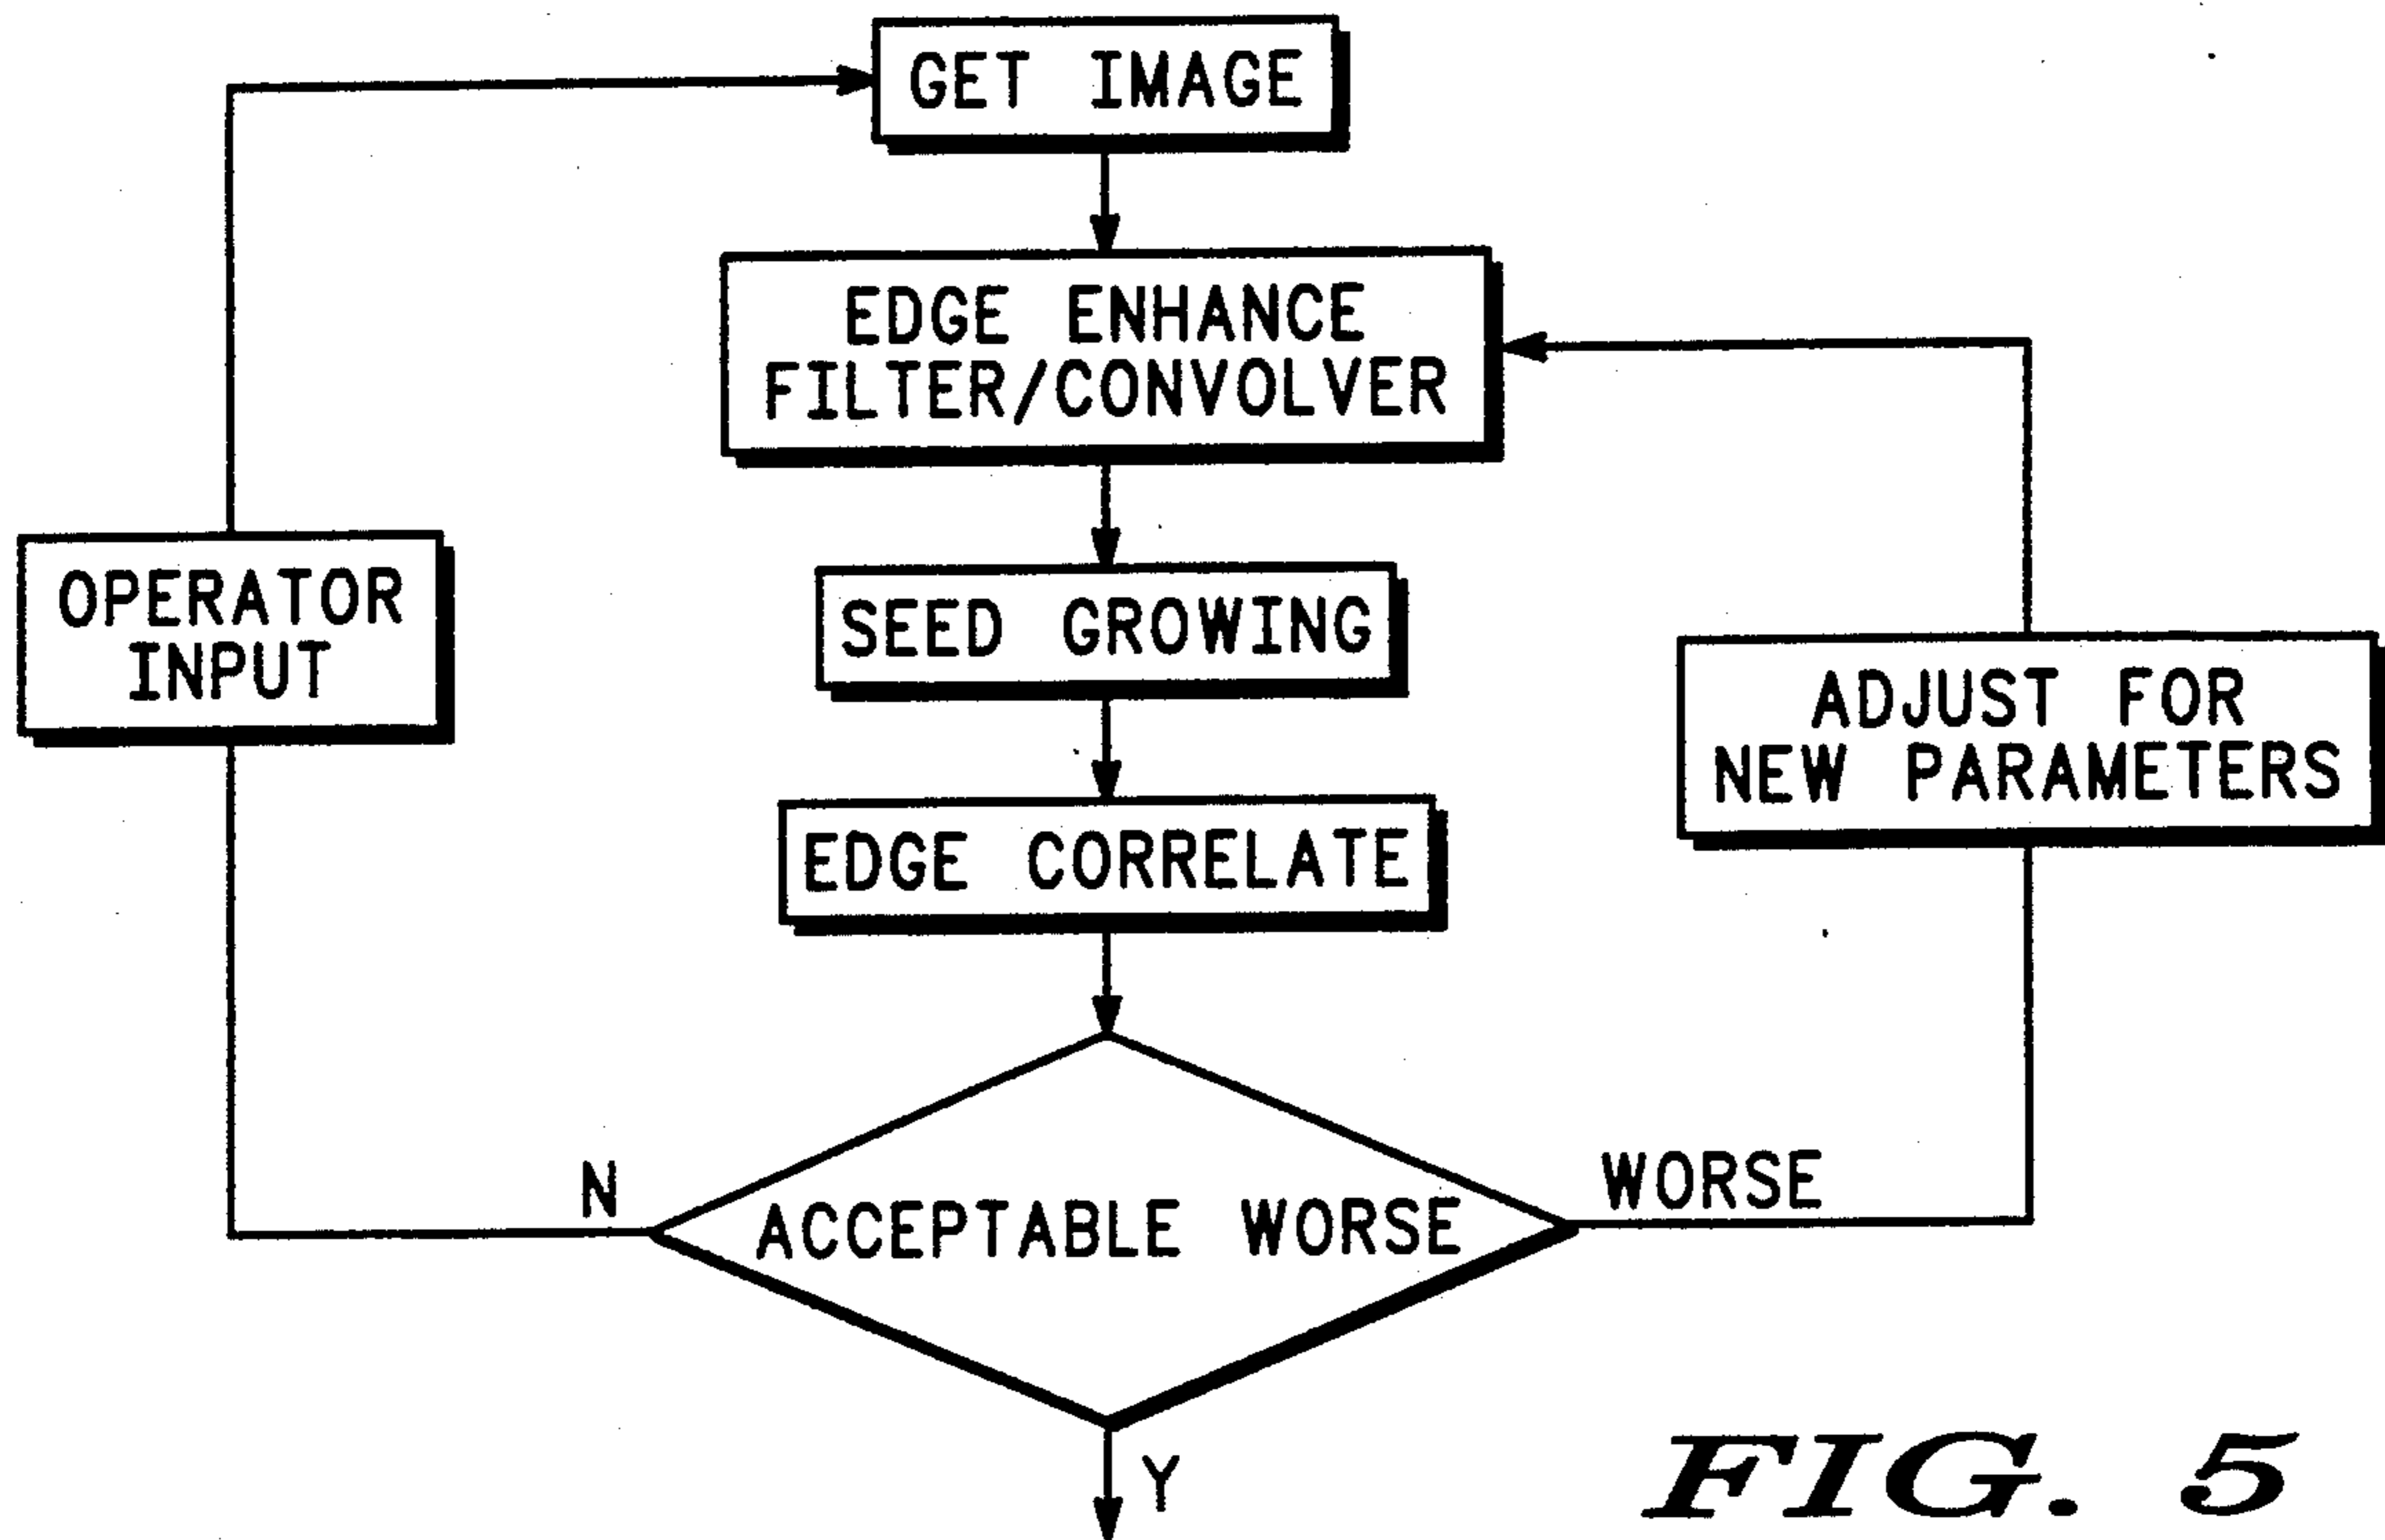 GET IMAGE
EDGE ENHANCE
FILTER/CONVOLVER
OPERATOR
INPUT
SEED GROWING
ADJUST FOR
NEW PARAMETERS
EDGE CORRELATE
N
ACCEPTABLE WORSE
WORSE
Y
FIG. 5